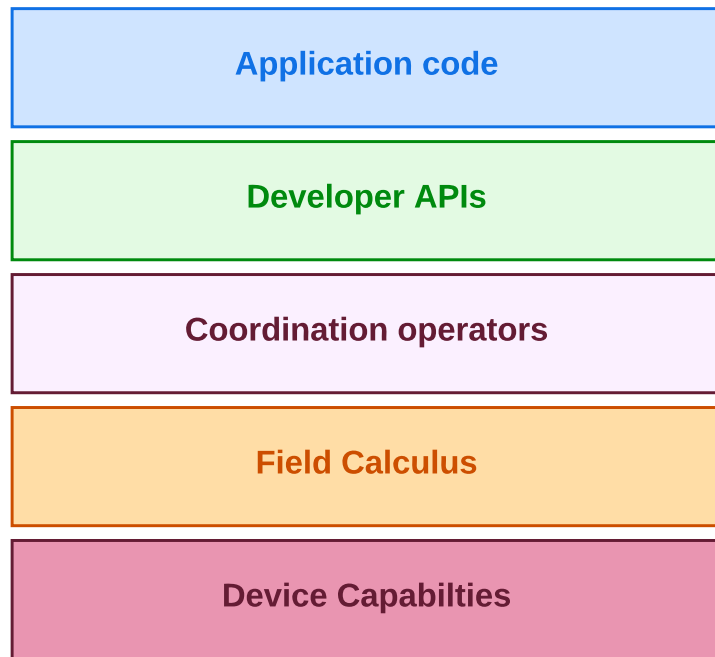 Application code
Developer APIs
Coordination operators
Field Calculus
Device Capabilties